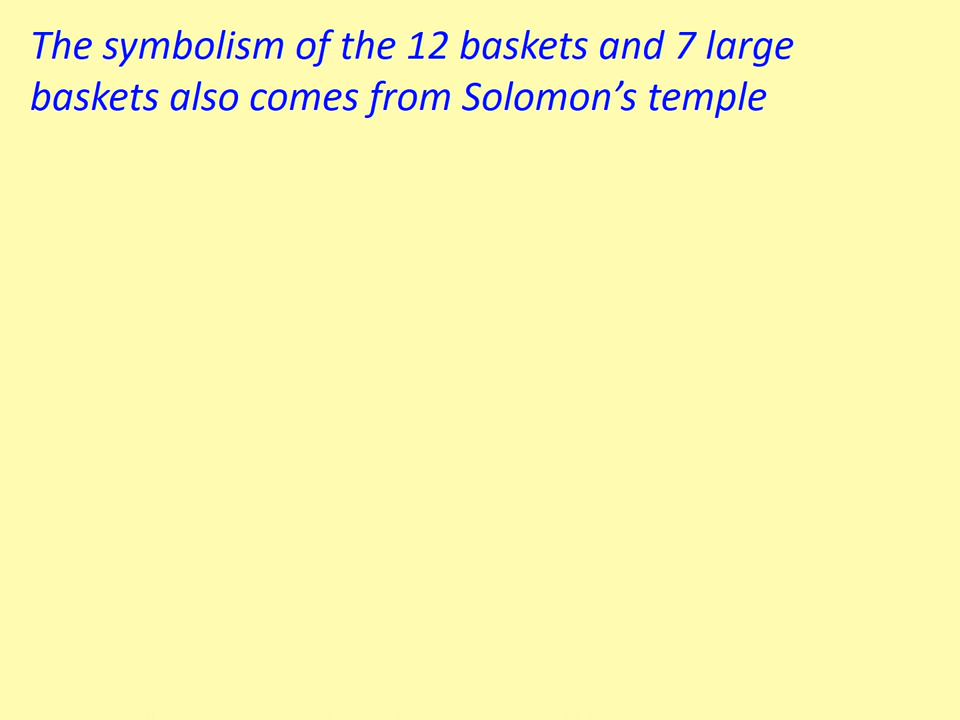 The symbolism of the 12 baskets and 7 large
baskets also comes from Solomon’s temple